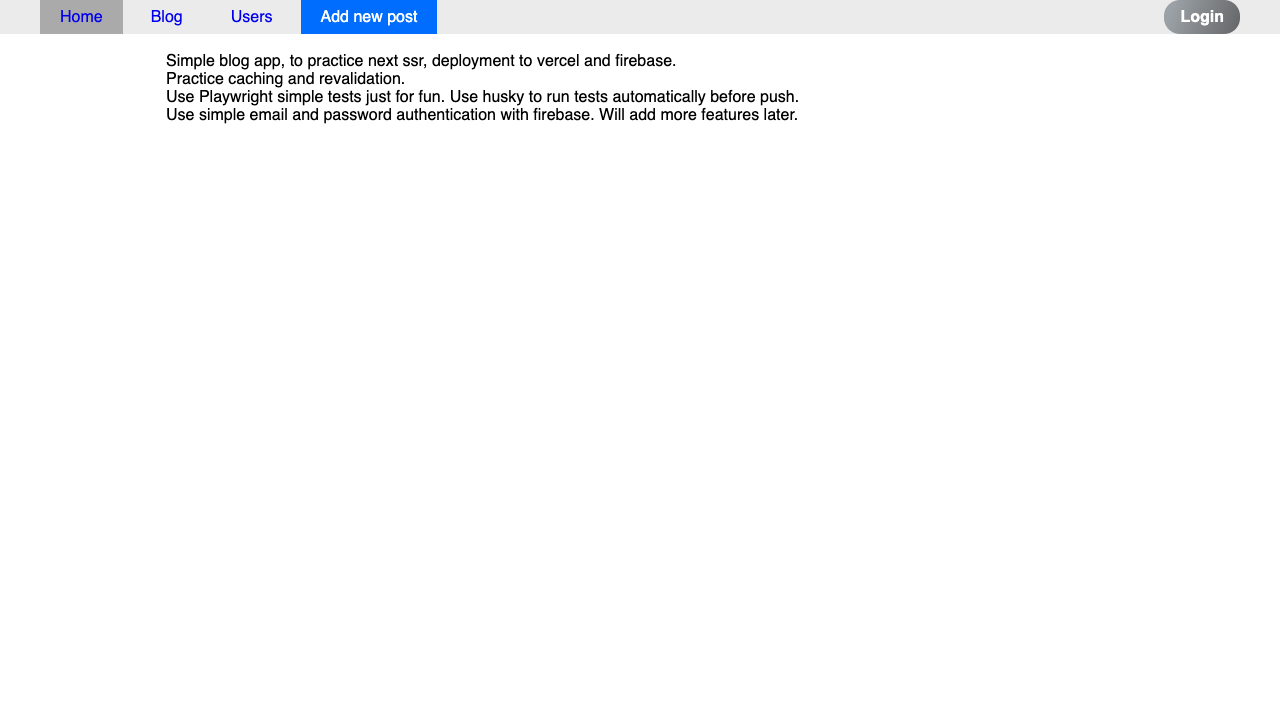 Home Blog Users Add new post Login
Simple blog app, to practice next ssr, deployment to vercel and firebase.
Practice caching and revalidation.
Use Playwright simple tests just for fun. Use husky to run tests automatically before push.
Use simple email and password authentication with firebase. Will add more features later.